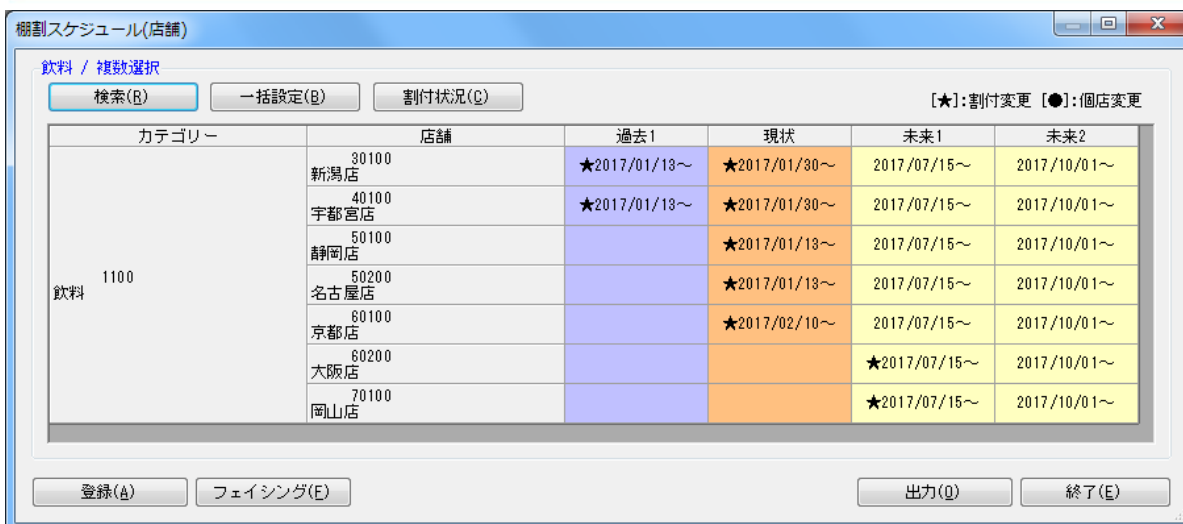 棚割スケジュール(店舗)
飲料 / 複数選択
検索(R) 一括設定(B) 割付状況(C) [★]:割付変更 [●]:個店変更
カテゴリー 店舗 過去1 現状 未来1 未来2
1100
飲料
30100
新潟店 ★2017/01/13～ ★2017/01/30～ 2017/07/15～ 2017/10/01～
40100
宇都宮店 ★2017/01/13～ ★2017/01/30～ 2017/07/15～ 2017/10/01～
50100
静岡店 ★2017/01/13～ 2017/07/15～ 2017/10/01～
50200
名古屋店 ★2017/01/13～ 2017/07/15～ 2017/10/01～
60100
京都店 ★2017/02/10～ 2017/07/15～ 2017/10/01～
60200
大阪店 ★2017/07/15～ 2017/10/01～
70100
岡山店 ★2017/07/15～ 2017/10/01～
登録(A) フェイシング(F) 出力(O) 終了(E)